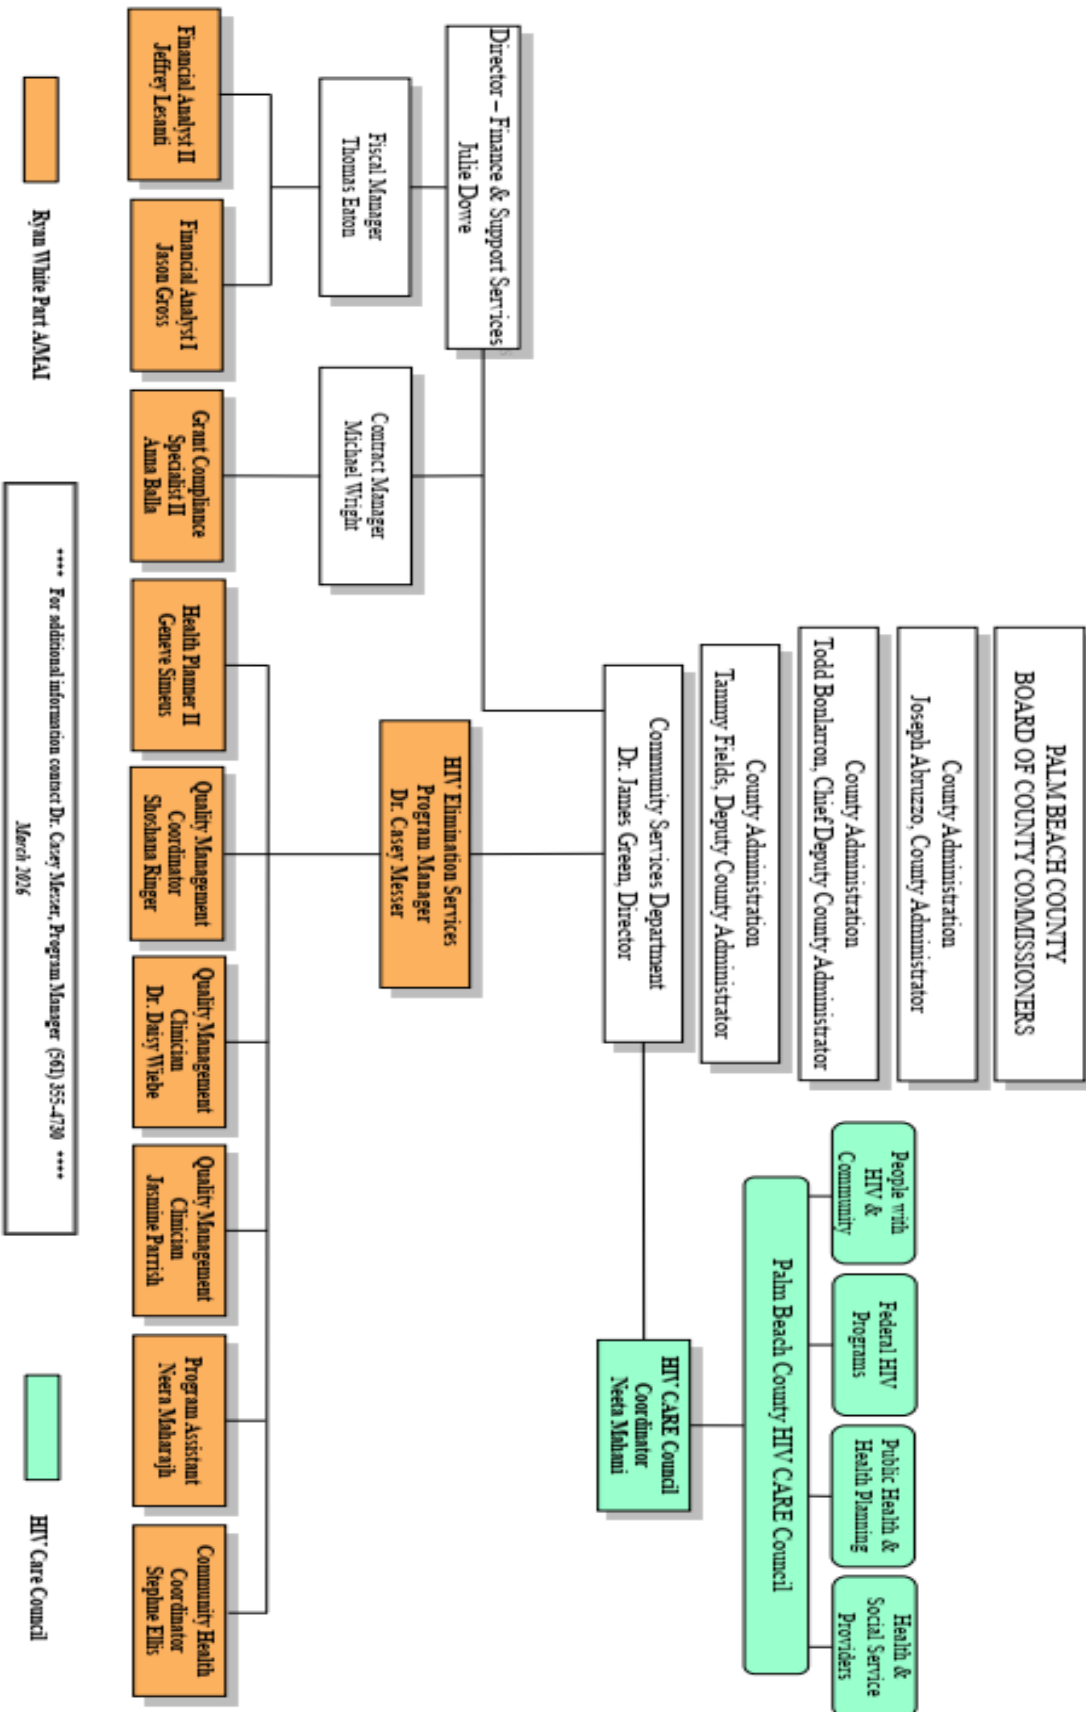 PALM BEACH COUNTY
BOARD OF COUNTY COMMISSIONERS
County Administration
Joseph Abruzzo, County Administrator
County Administration
Todd Bonlarron, Chief Deputy County Administrator
County Administration
Tammy Fields, Deputy County Administrator
Community Services Department
Dr. James Green, Director
People with
HIV &
Community
Federal HIV
Programs
Public Health &
Health Planning
Health &
Social Service
Providers
Palm Beach County HIV CARE Council
HIV CARE Council
Coordinator
Neeta Mahani
Director – Finance & Support Services
Julie Dowe
Fiscal Manager
Thomas Eaton
Contract Manager
Michael Wright
HIV Elimination Services
Program Manager
Dr. Casey Messer
Financial Analyst II
Jeffrey Lesanti
Financial Analyst I
Jason Gross
Grant Compliance
Specialist II
Anna Balla
Health Planner II
Geneve Simeus
Quality Management
Coordinator
Shoshana Ringer
Quality Management
Clinician
Dr. Daisy Wiebe
Quality Management
Clinician
Jasmine Parrish
Program Assistant
Neera Maharajh
Community Health
Coordinator
Stephne Ellis
Ryan White Part A/MAI
**** For additional information contact Dr. Casey Messer, Program Manager (561) 355-4730 ****
March 2026
HIV Care Council